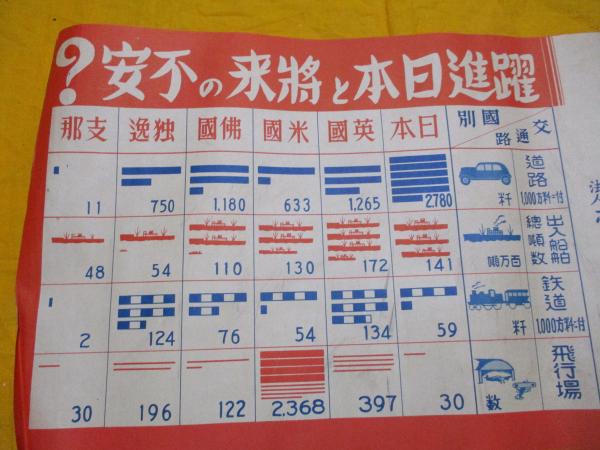 躍進日本と將来の不安?
交通路 國別 日本 英國 米國 佛國 独逸 支那
道路 1,000方粁ニ付 粁 2780 1,265 633 1,180 750 11
出入船舶總噸數 百万噸 141 172 130 110 54 48
鉄道 1,000方粁ニ付 粁 59 134 54 76 124 2
飛行場 數 30 397 2,368 122 196 30